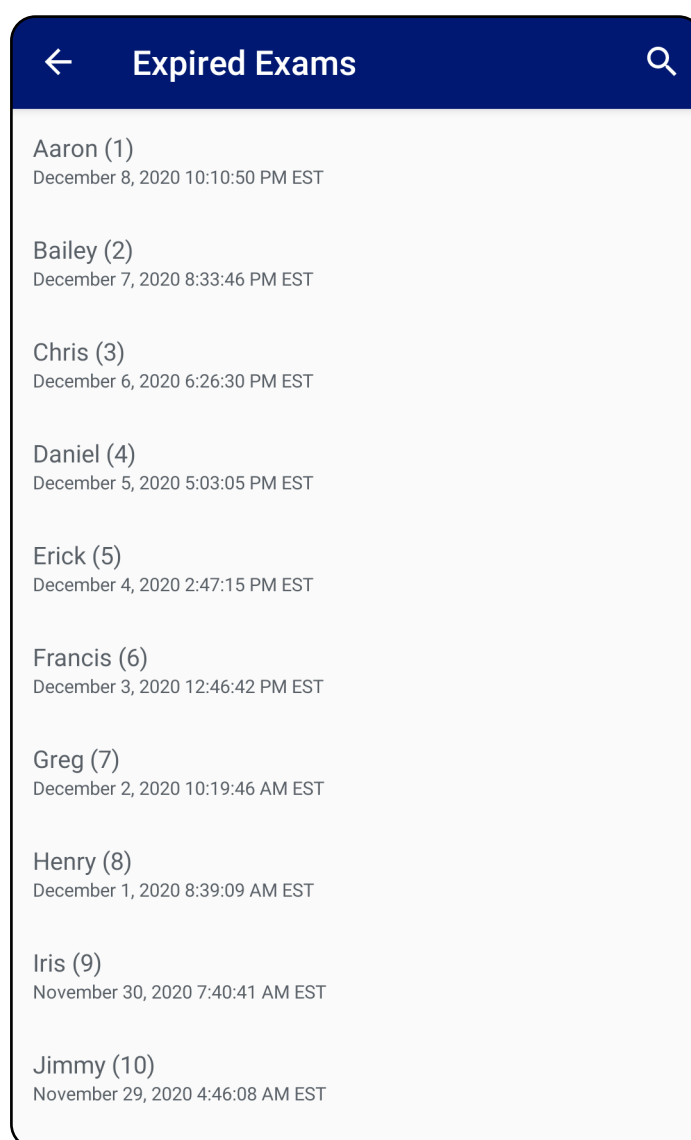 Expired Exams
Aaron (1)
December 8, 2020 10:10:50 PM EST
Bailey (2)
December 7, 2020 8:33:46 PM EST
Chris (3)
December 6, 2020 6:26:30 PM EST
Daniel (4)
December 5, 2020 5:03:05 PM EST
Erick (5)
December 4, 2020 2:47:15 PM EST
Francis (6)
December 3, 2020 12:46:42 PM EST
Greg (7)
December 2, 2020 10:19:46 AM EST
Henry (8)
December 1, 2020 8:39:09 AM EST
Iris (9)
November 30, 2020 7:40:41 AM EST
Jimmy (10)
November 29, 2020 4:46:08 AM EST